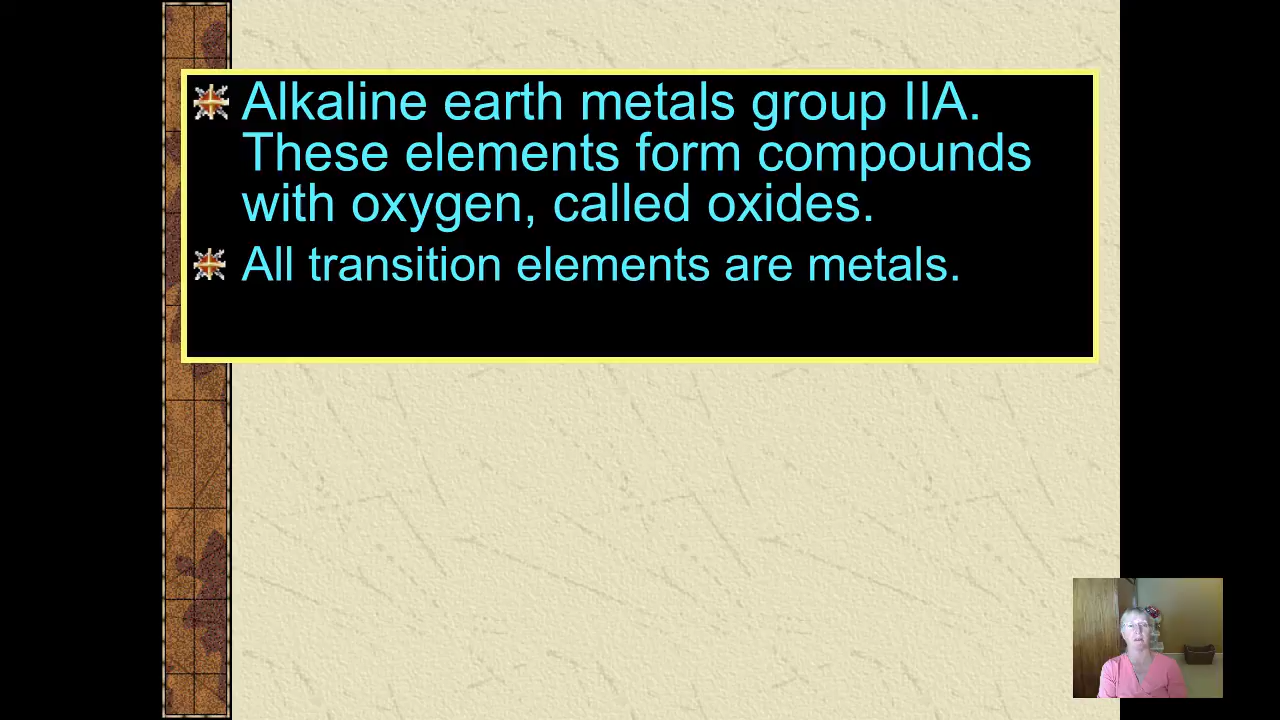 Alkaline earth metals group IIA.
These elements form compounds
with oxygen, called oxides.
All transition elements are metals.